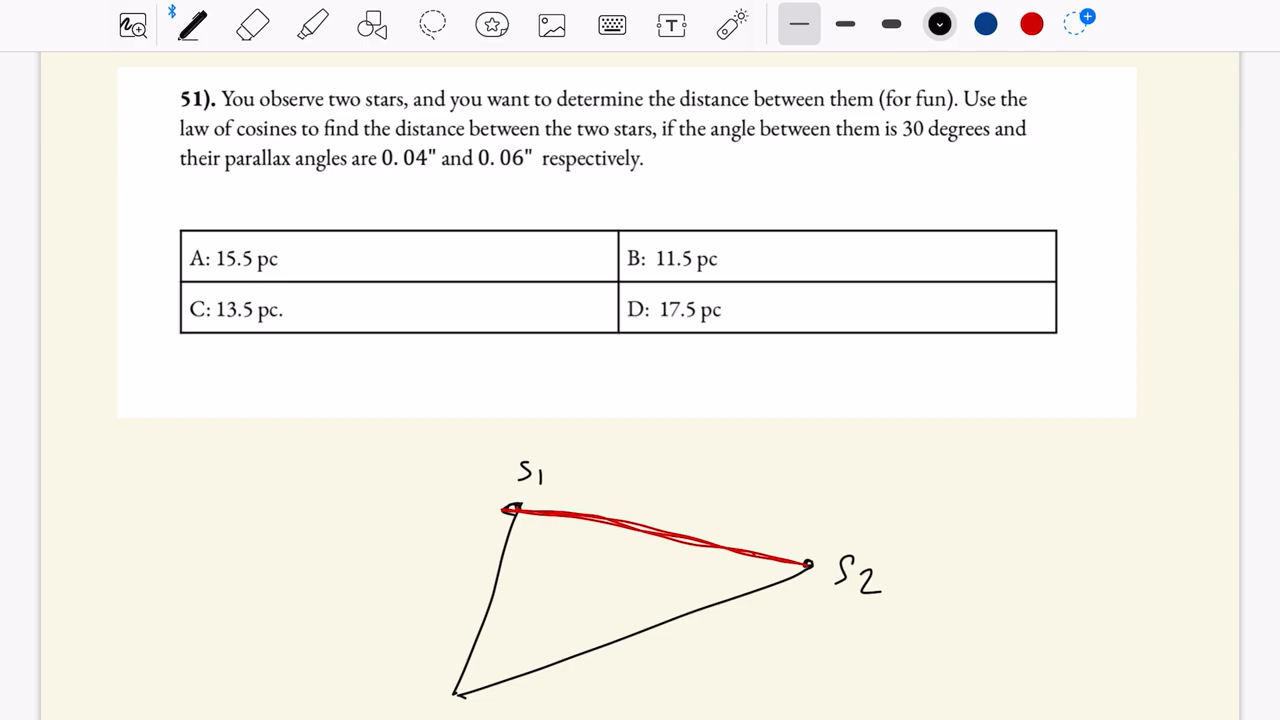 51). You observe two stars, and you want to determine the distance between them (for fun). Use the
law of cosines to find the distance between the two stars, if the angle between them is 30 degrees and
their parallax angles are 0.04" and 0.06" respectively.
A: 15.5 pc
B: 11.5 pc
C: 13.5 pc.
D: 17.5 pc
S1
S2